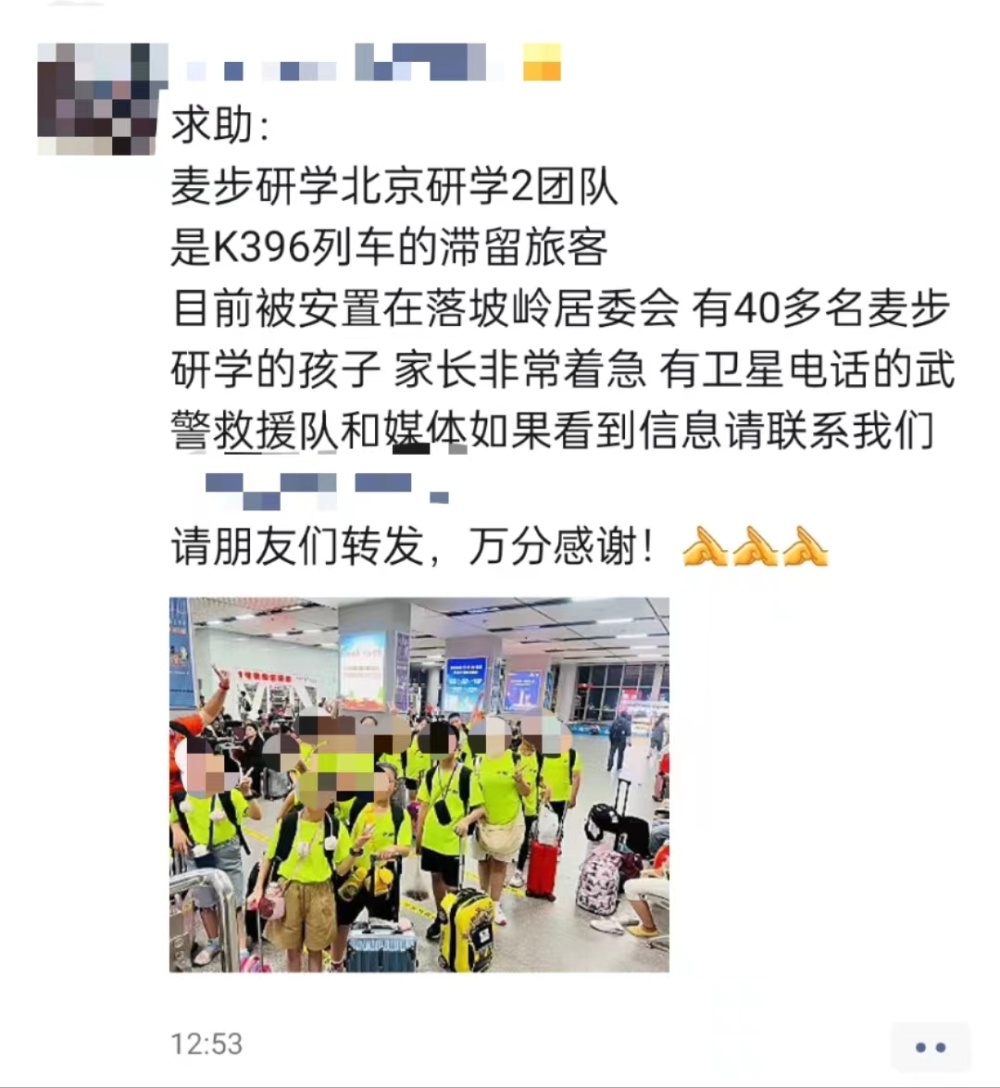 求助：
麦步研学北京研学2团队
是K396列车的滞留旅客
目前被安置在落坡岭居委会 有40多名麦步
研学的孩子 家长非常着急 有卫星电话的武
警救援队和媒体如果看到信息请联系我们
请朋友们转发，万分感谢！
12:53